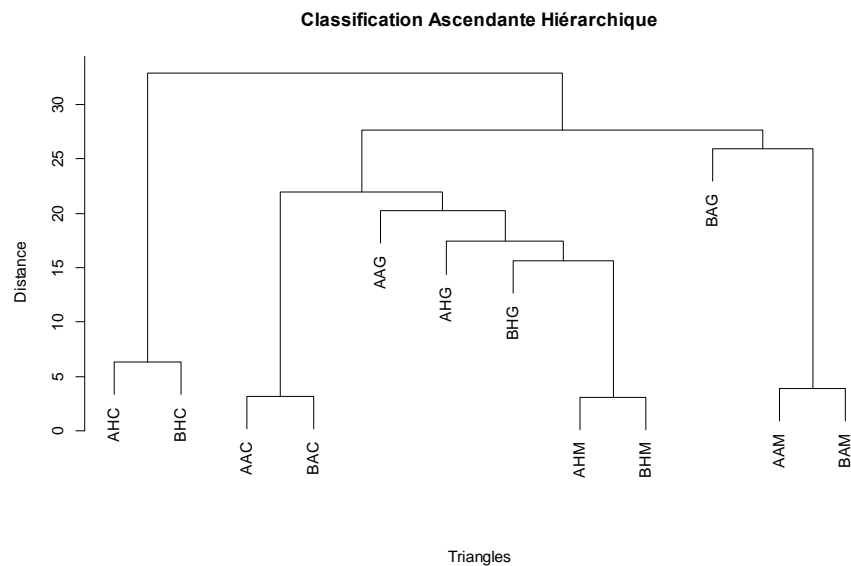 Classification Ascendante Hiérarchique
Distance
30
25
20
15
10
5
0
AHC
BHC
AAC
BAC
AAG
AHG
BHG
AHM
BHM
BAG
AAM
BAM
Triangles